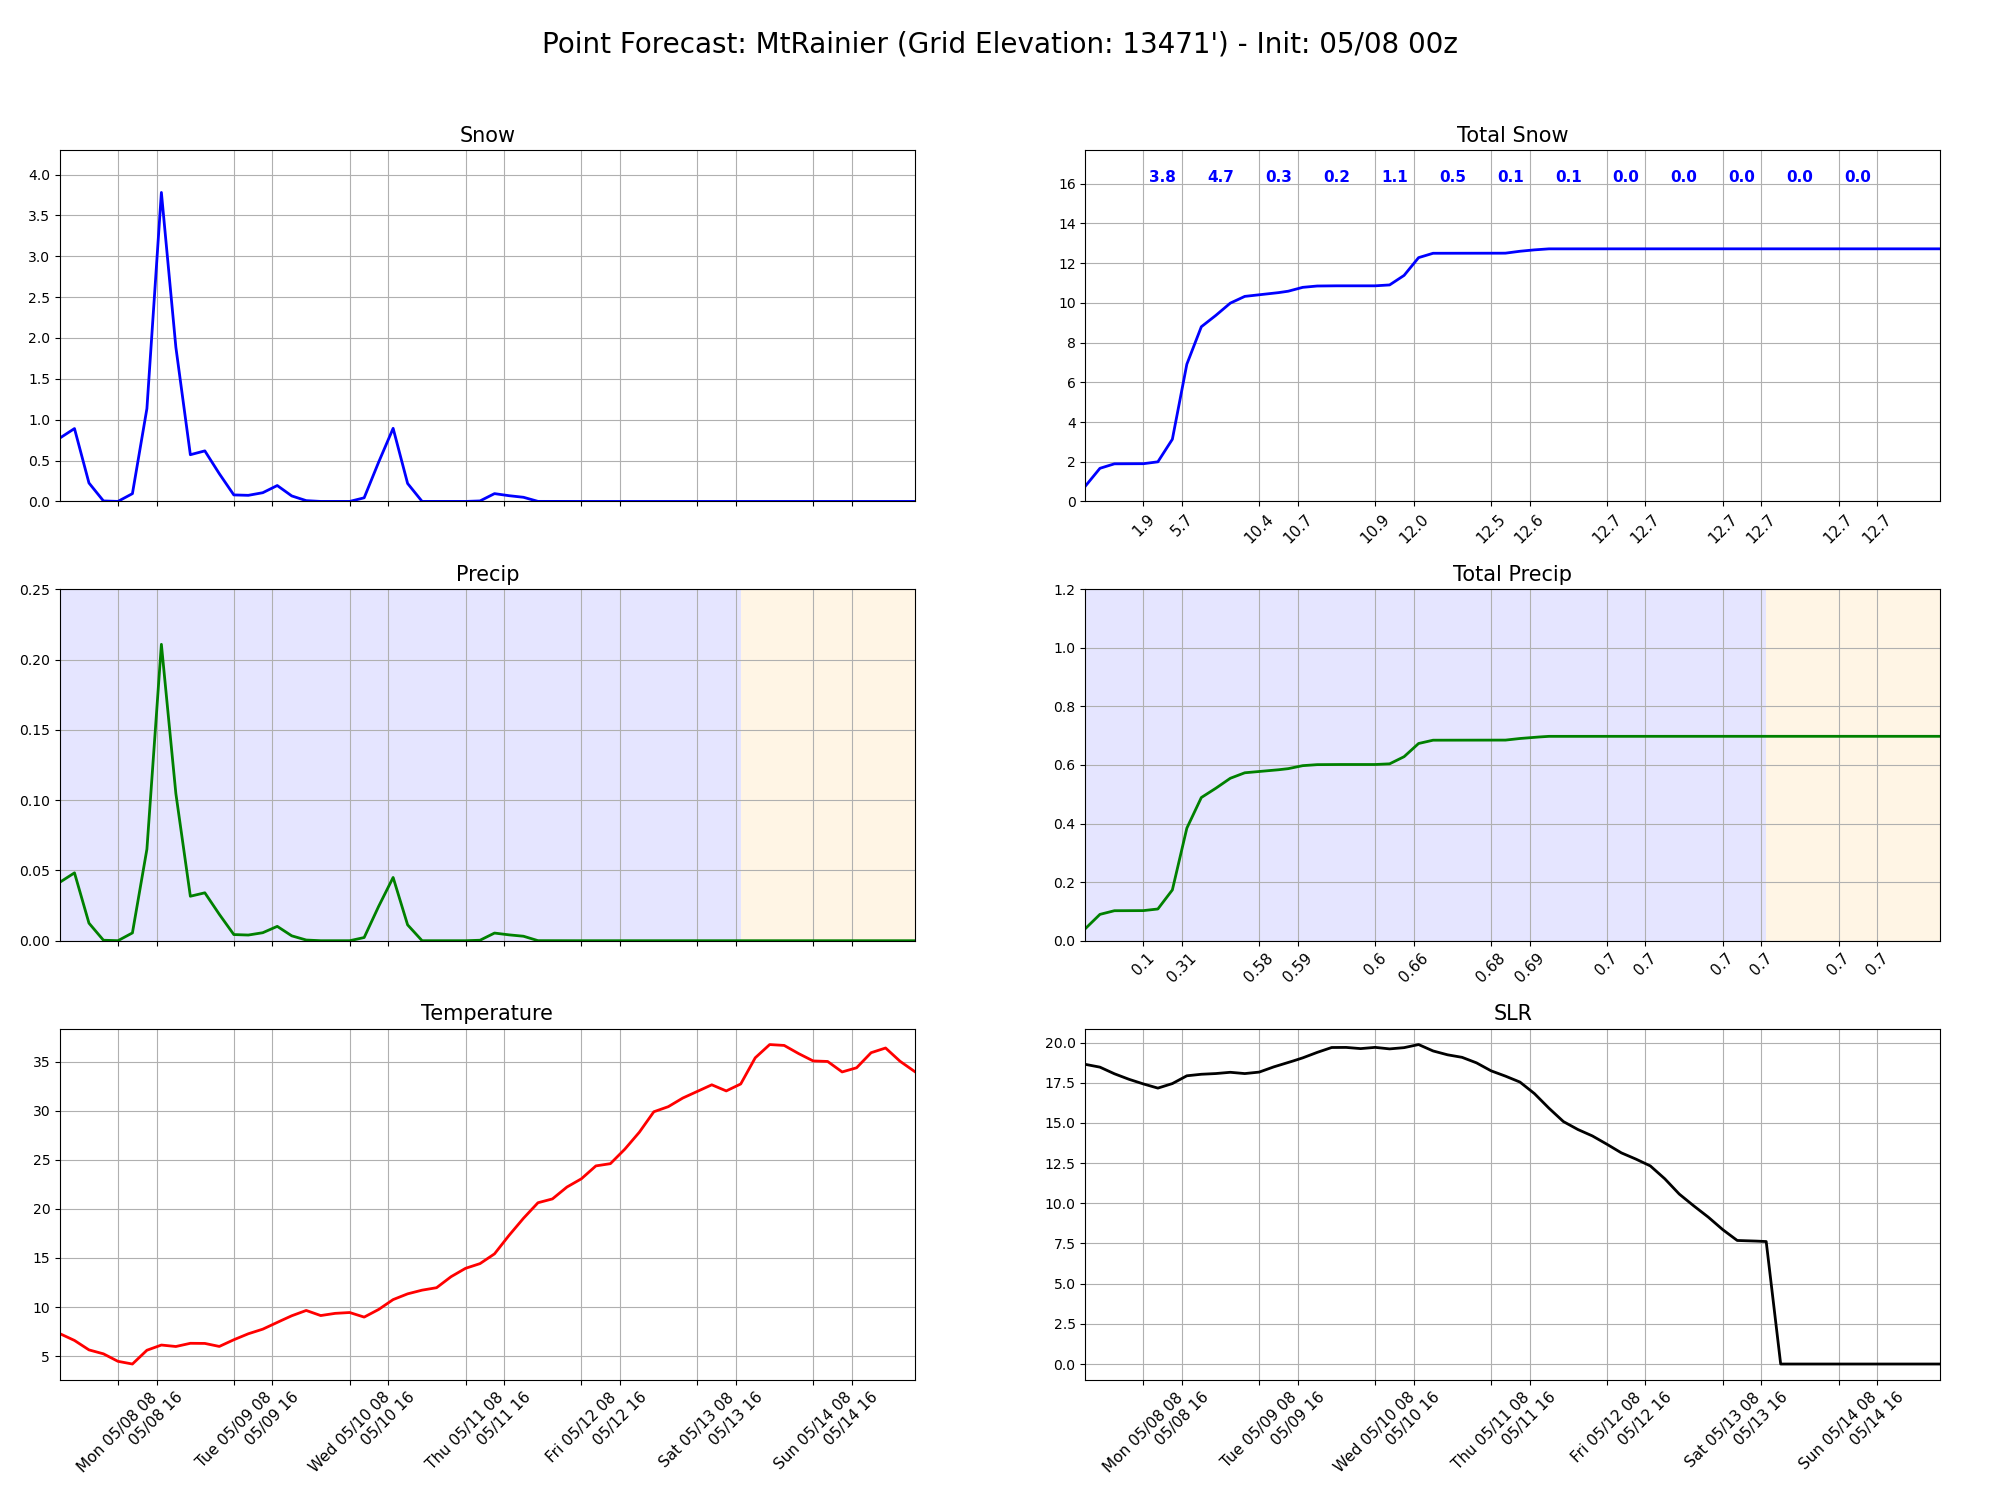 Point Forecast: MtRainier (Grid Elevation: 13471') - Init: 05/08 00z
Snow
4.0
3.5
3.0
2.5
2.0
1.5
1.0
0.5
0.0
Total Snow
3.8 4.7 0.3 0.2 1.1 0.5 0.1 0.1 0.0 0.0 0.0 0.0 0.0
16
14
12
10
8
6
4
2
0
1.9 5.7 10.4 10.7 10.9 12.0 12.5 12.6 12.7 12.7 12.7 12.7 12.7 12.7
Precip
0.25
0.20
0.15
0.10
0.05
0.00
Total Precip
1.2
1.0
0.8
0.6
0.4
0.2
0.0
0.1 0.31 0.58 0.59 0.6 0.66 0.68 0.69 0.7 0.7 0.7 0.7 0.7 0.7
Temperature
35
30
25
20
15
10
5
Mon 05/08 08
05/08 16
Tue 05/09 08
05/09 16
Wed 05/10 08
05/10 16
Thu 05/11 08
05/11 16
Fri 05/12 08
05/12 16
Sat 05/13 08
05/13 16
Sun 05/14 08
05/14 16
SLR
20.0
17.5
15.0
12.5
10.0
7.5
5.0
2.5
0.0
Mon 05/08 08
05/08 16
Tue 05/09 08
05/09 16
Wed 05/10 08
05/10 16
Thu 05/11 08
05/11 16
Fri 05/12 08
05/12 16
Sat 05/13 08
05/13 16
Sun 05/14 08
05/14 16